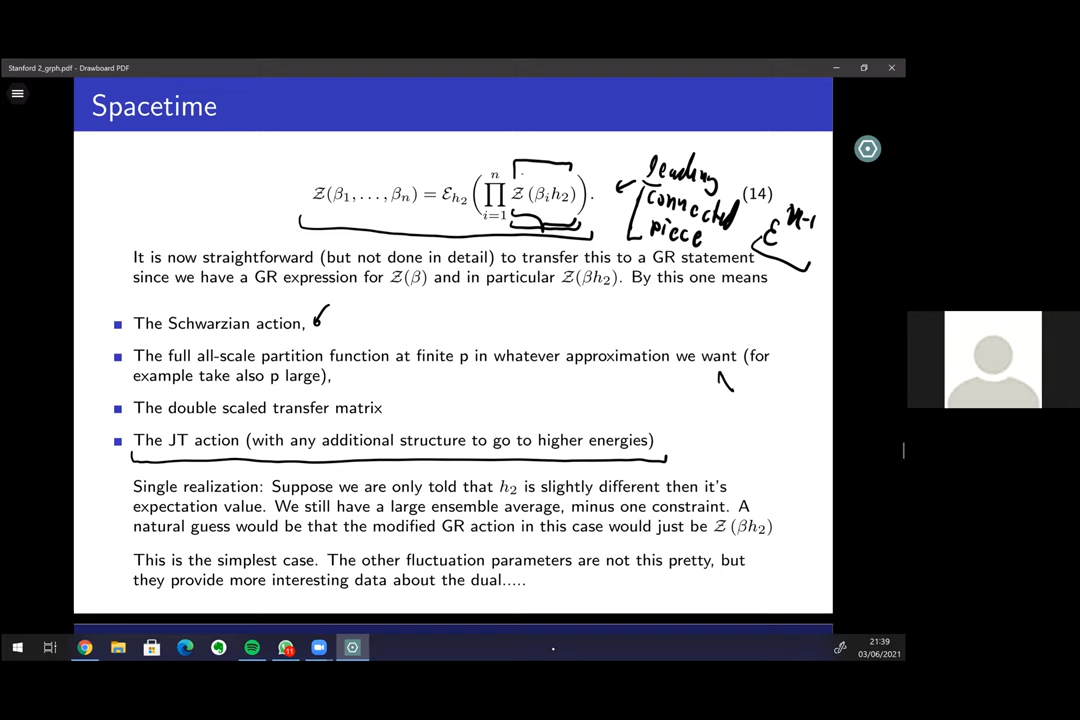 Stanford 2_grph.pdf - Drawboard PDF
Spacetime
leading
connected
piece
ε^{n-1}
𝒵(β₁, . . . , βₙ) = ℰ_{h₂} ( ∏_{i=1}^{n} 𝒵 (βᵢh₂) ) . (14)
It is now straightforward (but not done in detail) to transfer this to a GR statement
since we have a GR expression for 𝒵(β) and in particular 𝒵(βh₂). By this one means
The Schwarzian action,
The full all-scale partition function at finite p in whatever approximation we want (for
example take also p large),
The double scaled transfer matrix
The JT action (with any additional structure to go to higher energies)
Single realization: Suppose we are only told that h₂ is slightly different then it's
expectation value. We still have a large ensemble average, minus one constraint. A
natural guess would be that the modified GR action in this case would just be 𝒵 (βh₂)
This is the simplest case. The other fluctuation parameters are not this pretty, but
they provide more interesting data about the dual.....
11
21:39
03/06/2021